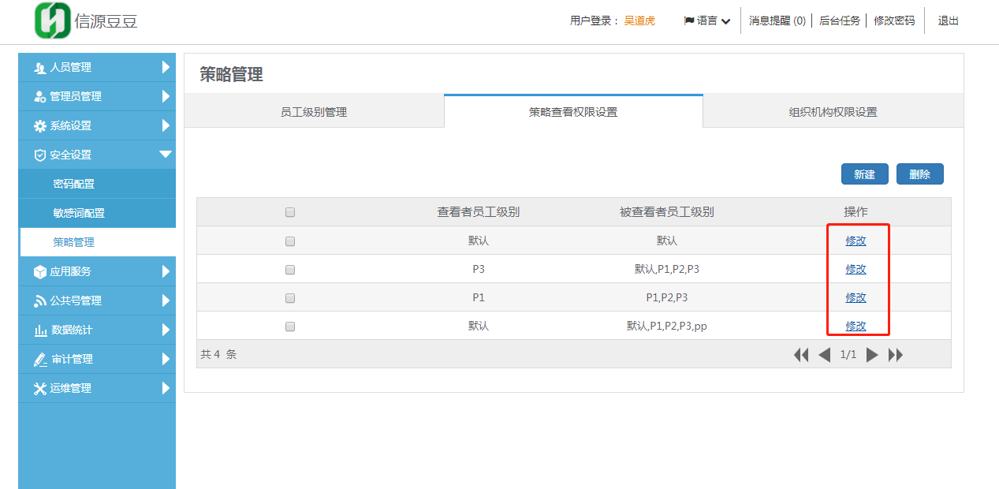 信源豆豆
用户登录： 吴道虎 语言 消息提醒 (0) 后台任务 修改密码 退出
人员管理
管理员管理
系统设置
安全设置
密码配置
敏感词配置
策略管理
应用服务
公共号管理
数据统计
审计管理
运维管理
策略管理
员工级别管理 策略查看权限设置 组织机构权限设置
新建 删除
查看者员工级别 被查看者员工级别 操作
默认 默认 修改
P3 默认,P1,P2,P3 修改
P1 P1,P2,P3 修改
默认 默认,P1,P2,P3,pp 修改
共 4 条 1/1